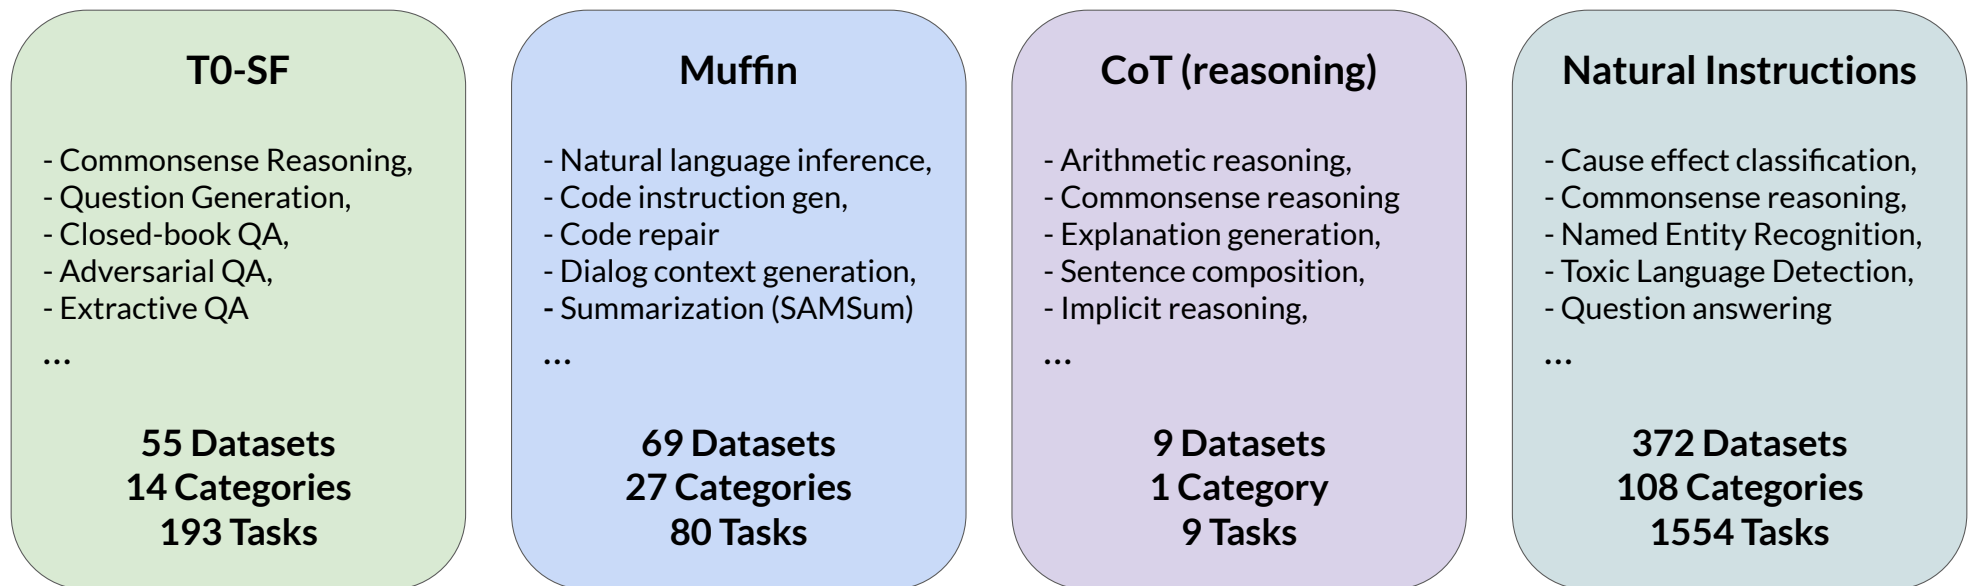 T0-SF
- Commonsense Reasoning,
- Question Generation,
- Closed-book QA,
- Adversarial QA,
- Extractive QA
...
55 Datasets
14 Categories
193 Tasks
Muffin
- Natural language inference,
- Code instruction gen,
- Code repair
- Dialog context generation,
- Summarization (SAMSum)
...
69 Datasets
27 Categories
80 Tasks
CoT (reasoning)
- Arithmetic reasoning,
- Commonsense reasoning
- Explanation generation,
- Sentence composition,
- Implicit reasoning,
...
9 Datasets
1 Category
9 Tasks
Natural Instructions
- Cause effect classification,
- Commonsense reasoning,
- Named Entity Recognition,
- Toxic Language Detection,
- Question answering
...
372 Datasets
108 Categories
1554 Tasks